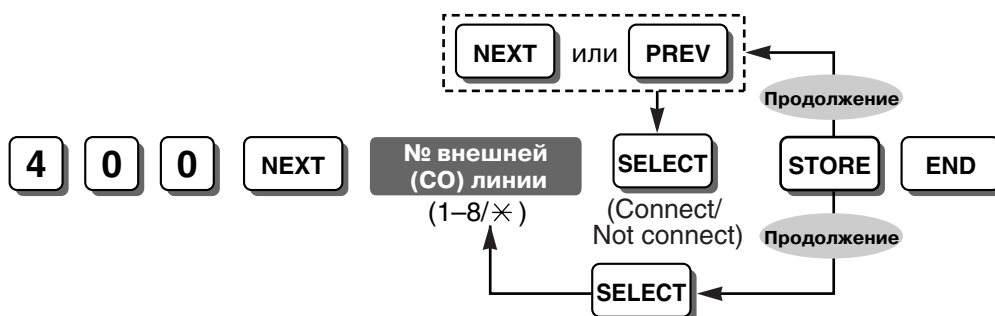 NEXT или PREV
Продолжение
4 0 0 NEXT № внешней (CO) линии SELECT STORE END
(1–8/✳)
(Connect/
Not connect)
Продолжение
SELECT